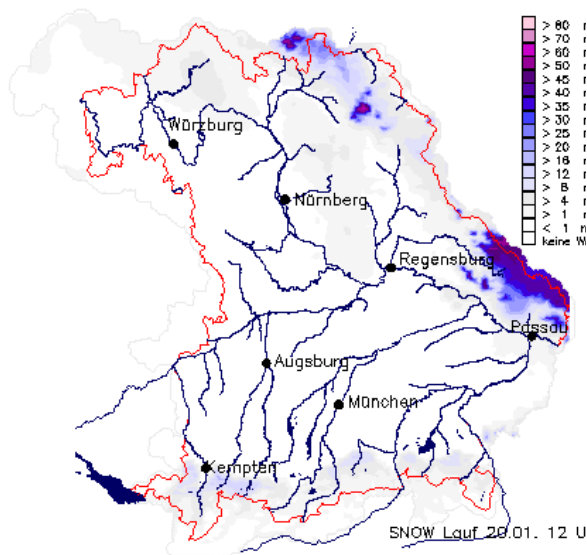 > 80 m
> 70 m
> 60 m
> 50 m
> 45 m
> 40 m
> 35 m
> 30 m
> 25 m
> 20 m
> 16 m
> 12 m
> 8 m
> 4 m
> 1 m
< 1 m
keine W
Würzburg
Nürnberg
Regensburg
Passau
Augsburg
München
Kempten
SNOW Lauf 20.01. 12 U